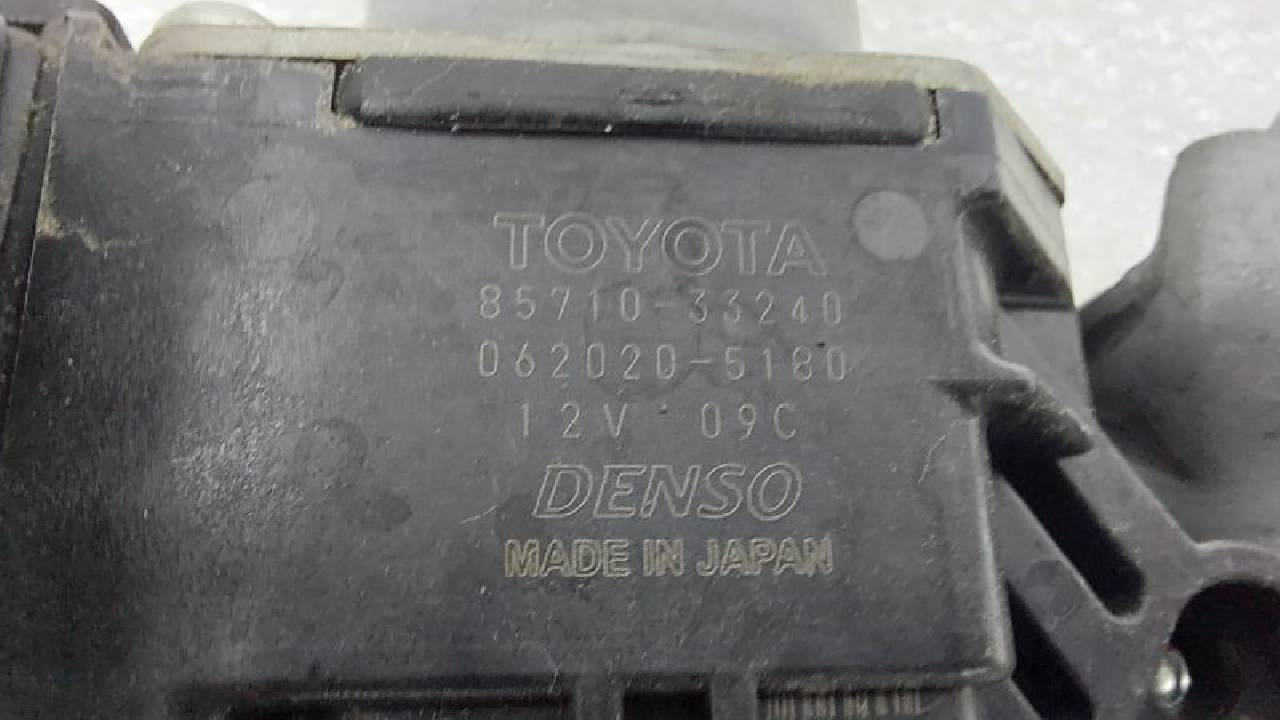 TOYOTA
85710-33240
062020-5180
12V 09C
DENSO
MADE IN JAPAN